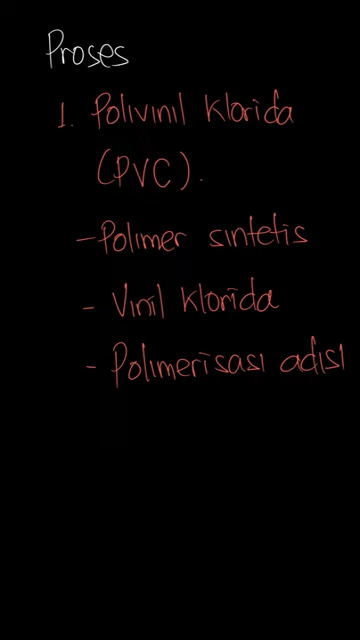 Proses
1. Polivinil Klorida
(PVC).
- Polimer sintetis
- Vinil Klorida
- Polimerisasi adisi